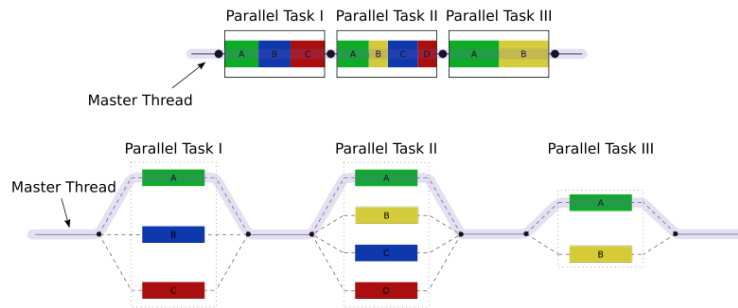 Parallel Task I Parallel Task II Parallel Task III
A B C A B C D A B
Master Thread
Parallel Task I Parallel Task II Parallel Task III
A A
Master Thread A
B
B C B
C D